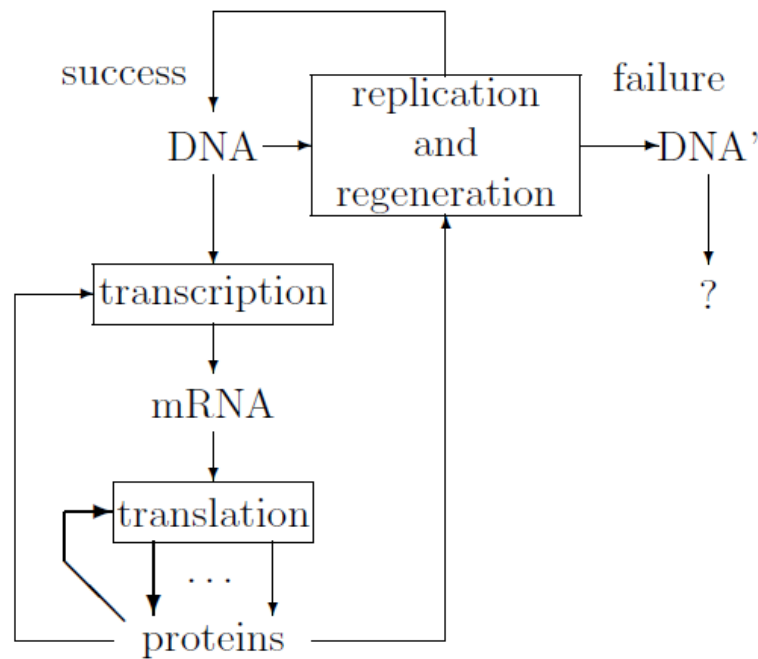 success
failure
replication
and
regeneration
DNA
DNA’
transcription
?
mRNA
translation
...
proteins